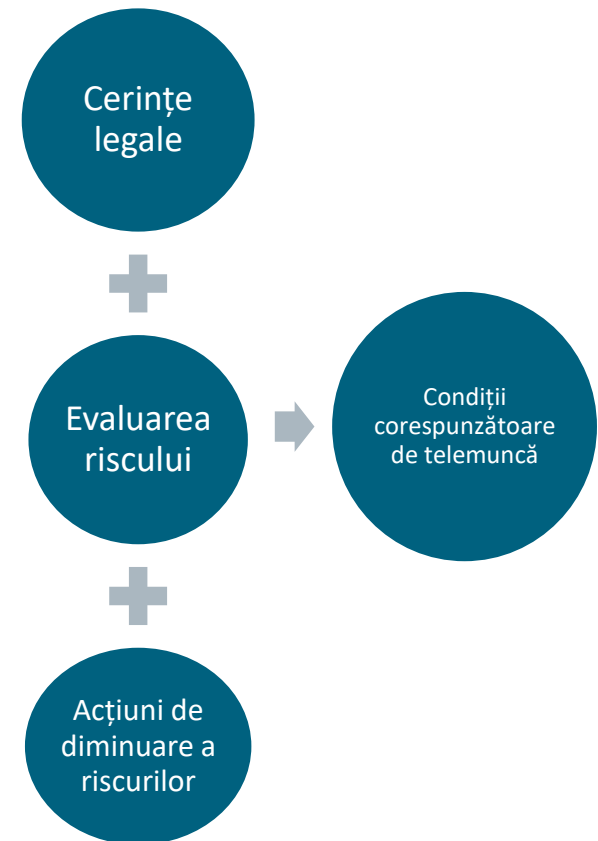 Cerințe
legale
Evaluarea
riscului
Condiții
corespunzătoare
de telemuncă
Acțiuni de
diminuare a
riscurilor